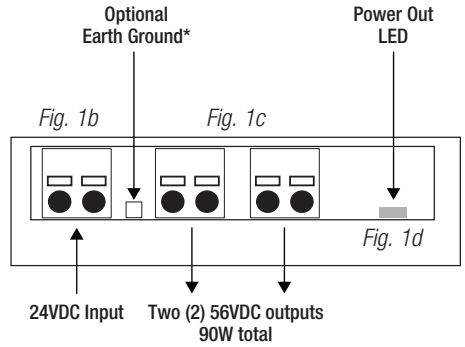 Optional
Earth Ground*
Power Out
LED
Fig. 1b
Fig. 1c
Fig. 1d
24VDC Input
Two (2) 56VDC outputs
90W total